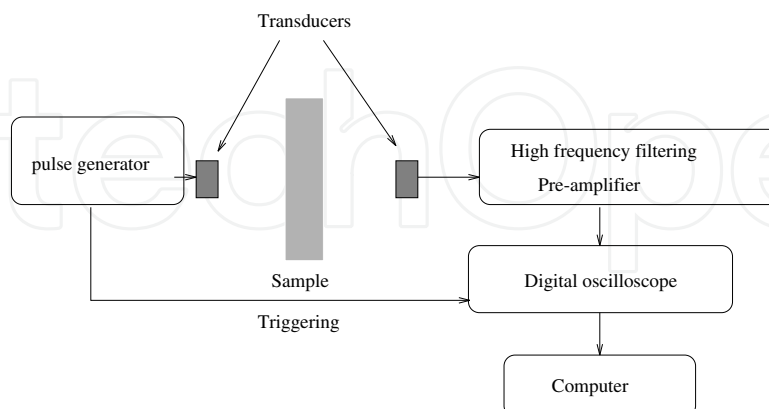 Transducers
pulse generator
High frequency filtering
Pre-amplifier
Sample
Digital oscilloscope
Triggering
Computer